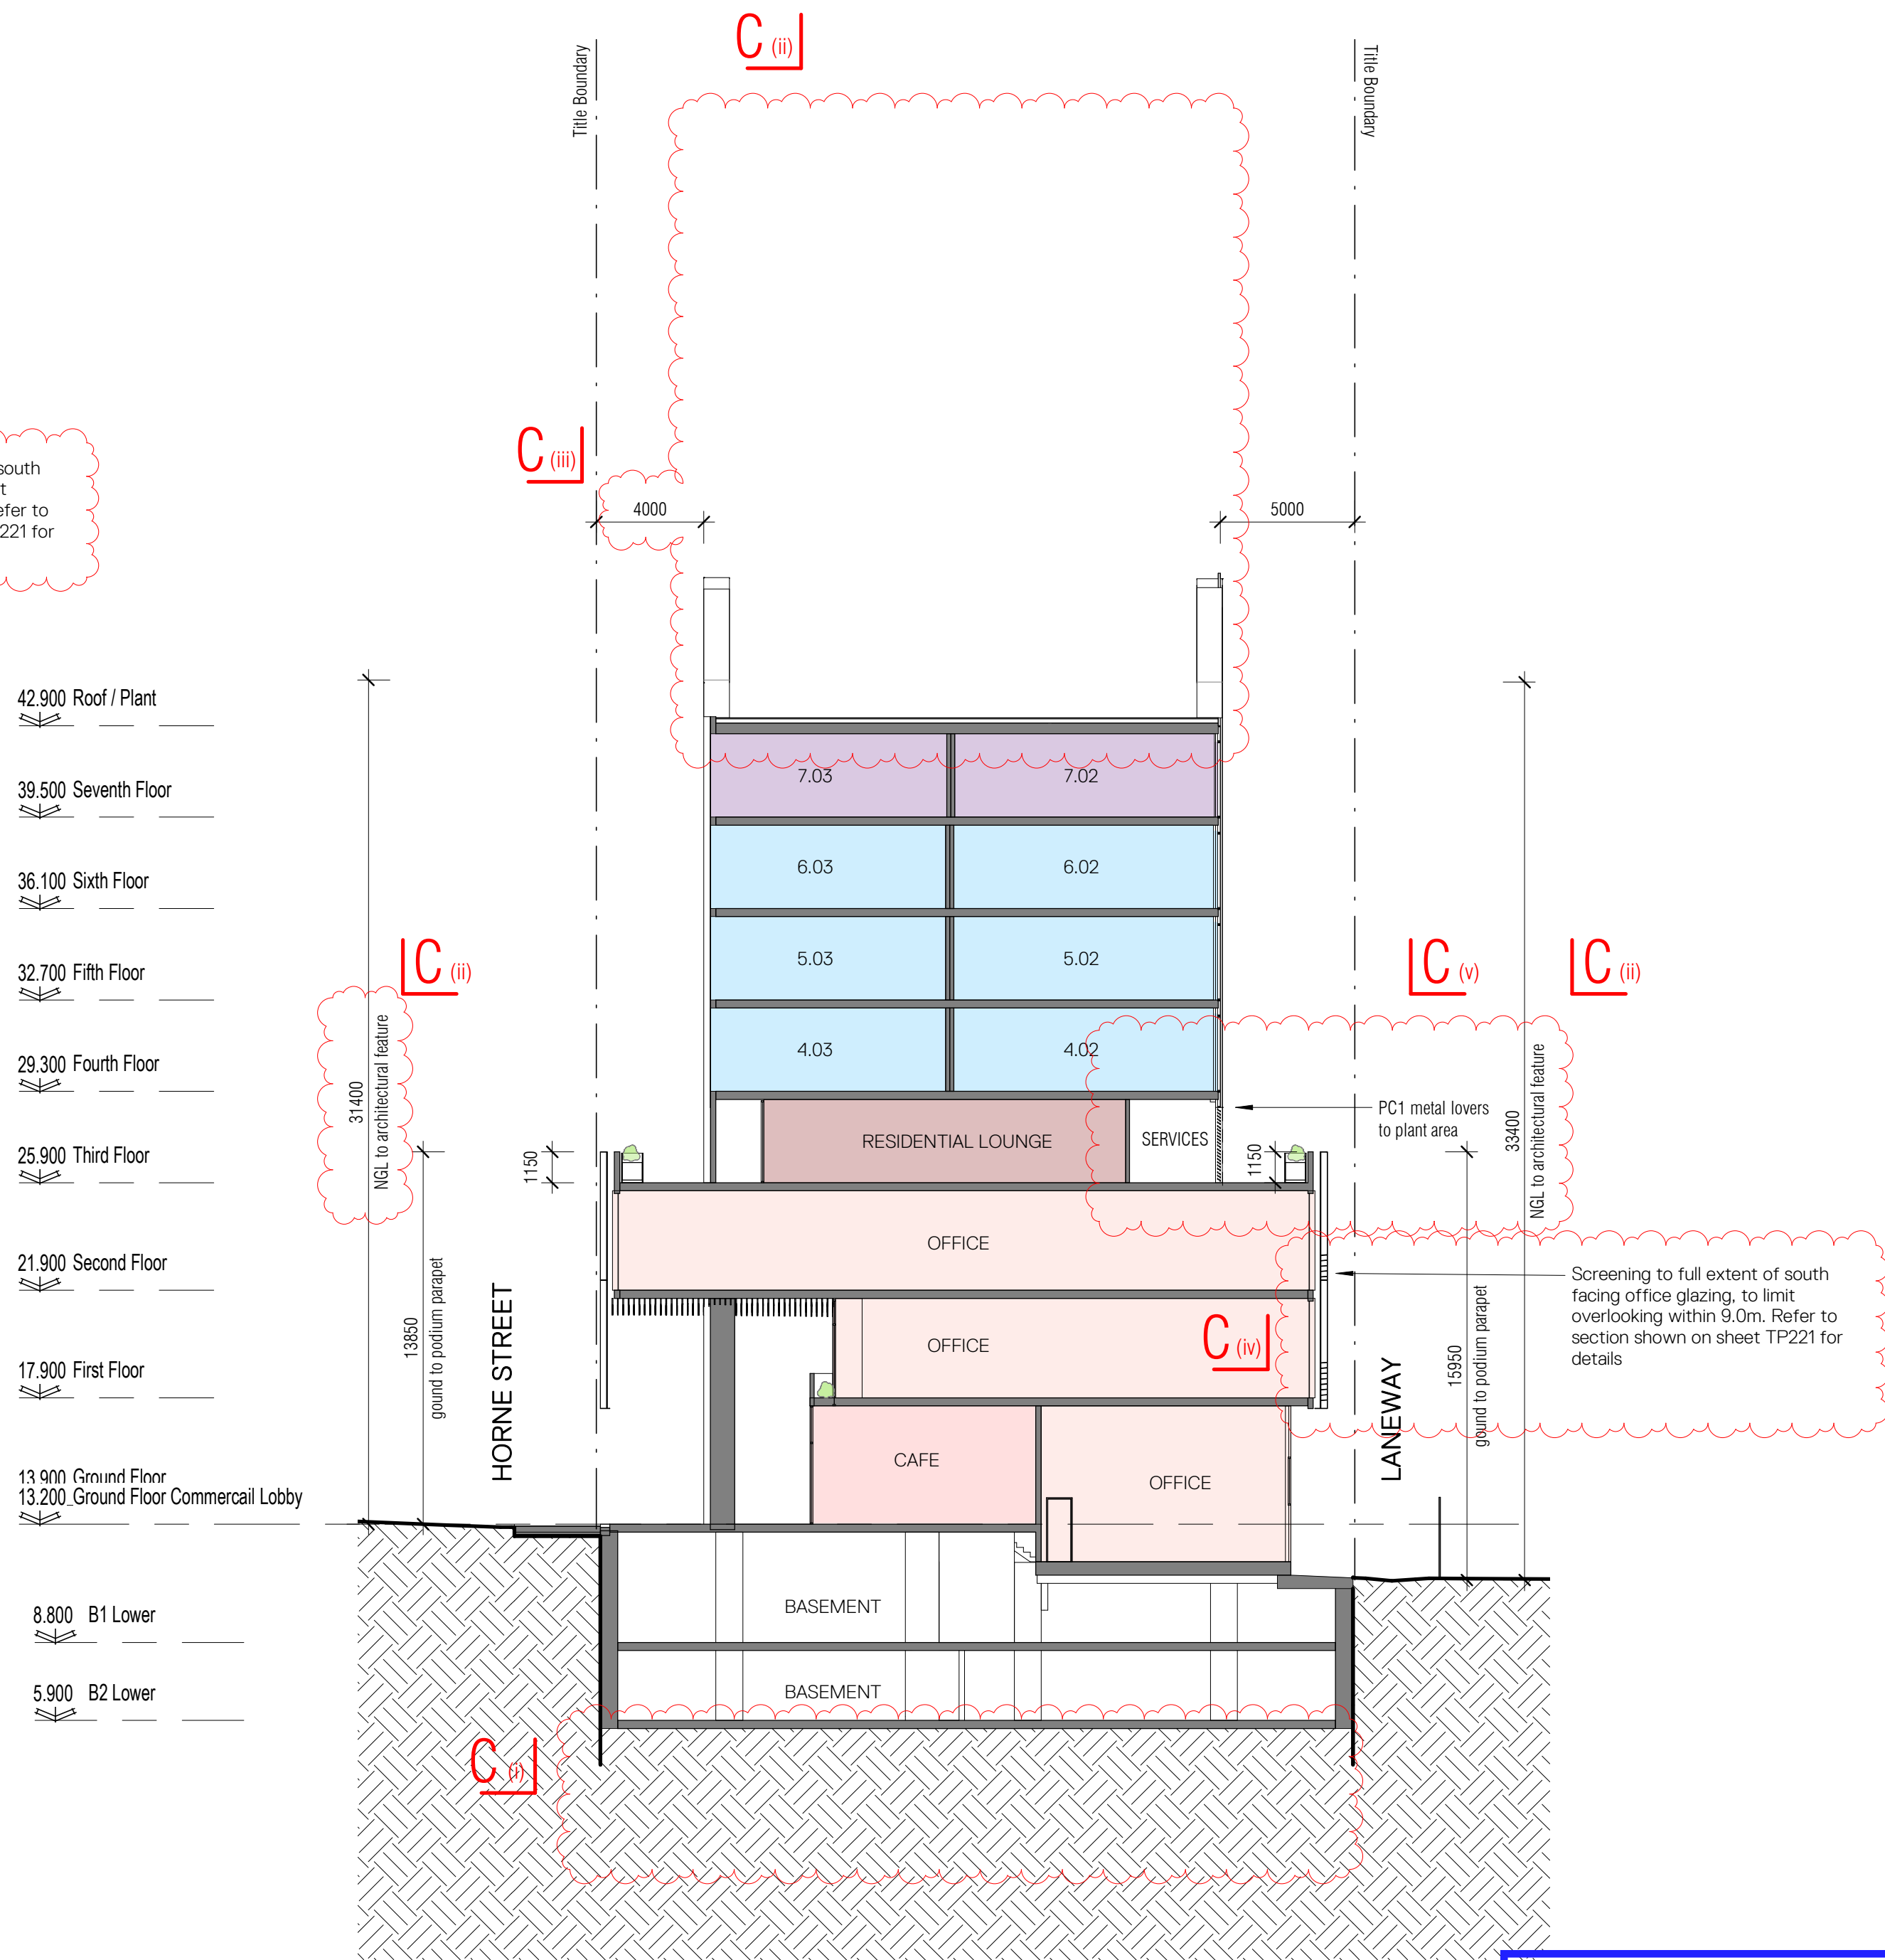 C (ii)
Title Boundary
Title Boundary
C (iii)
south
t
efer to
221 for
4000
5000
42.900 Roof / Plant
39.500 Seventh Floor
36.100 Sixth Floor
32.700 Fifth Floor
29.300 Fourth Floor
25.900 Third Floor
21.900 Second Floor
17.900 First Floor
13.900 Ground Floor
13.200 Ground Floor Commercail Lobby
8.800 B1 Lower
5.900 B2 Lower
7.03
7.02
6.03
6.02
5.03
5.02
4.03
4.02
C (ii)
C (v)
C (ii)
31400
NGL to architectural feature
33400
NGL to architectural feature
PC1 metal lovers
to plant area
RESIDENTIAL LOUNGE
SERVICES
1150
1150
OFFICE
OFFICE
C (iv)
Screening to full extent of south
facing office glazing, to limit
overlooking within 9.0m. Refer to
section shown on sheet TP221 for
details
13850
gound to podium parapet
15950
gound to podium parapet
HORNE STREET
LANEWAY
CAFE
OFFICE
BASEMENT
BASEMENT
C (i)